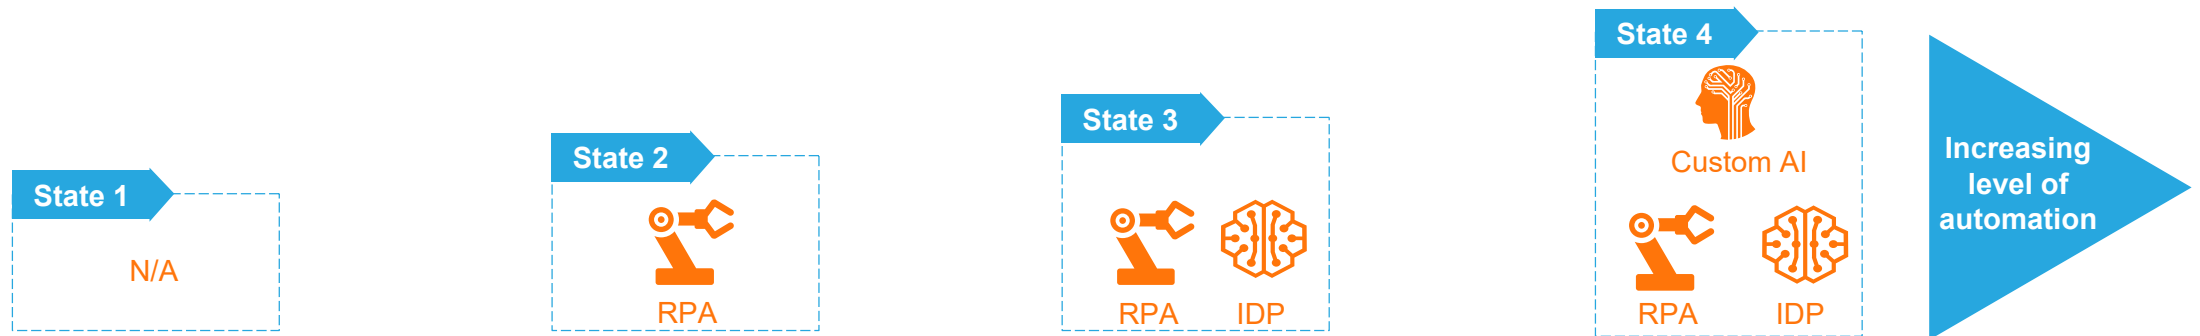 State 1
N/A
State 2
RPA
State 3
RPA
IDP
State 4
Custom AI
RPA
IDP
Increasing
level of
automation